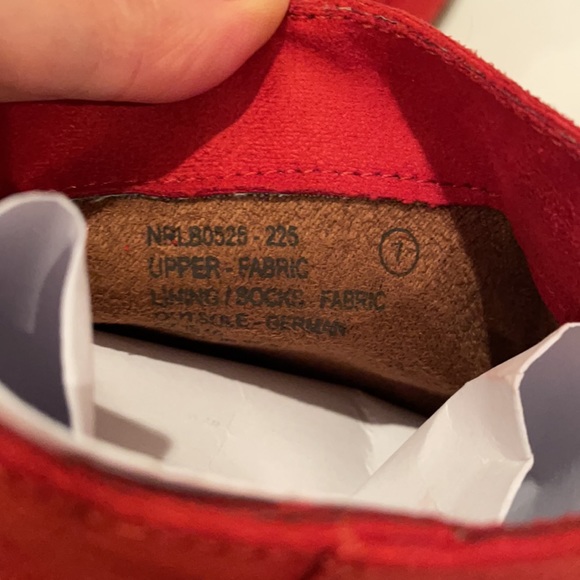 NRLB0526 - 225
7
UPPER - FABRIC
LINING / SOCKS FABRIC
OUTSOLE - GERMAN